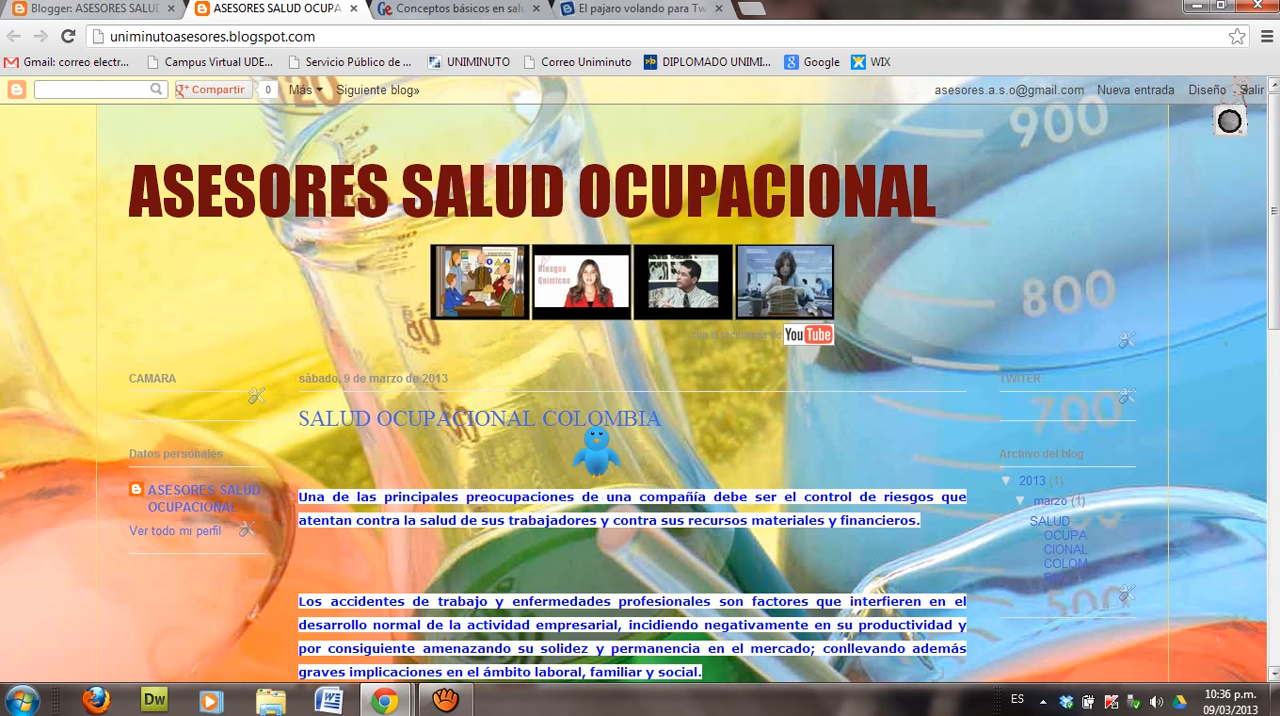 Blogger: ASESORES SALUD
ASESORES SALUD OCUPA
Conceptos básicos en salu
El pajaro volando para Tw
uniminutoasesores.blogspot.com
Gmail: correo electr...
Campus Virtual UDE...
Servicio Público de ...
UNIMINUTO
Correo Uniminuto
DIPLOMADO UNIMI...
Google
WIX
Compartir
0
Más
Siguiente blog»
asesores.a.s.o@gmail.com
Nueva entrada
Diseño
Salir
900
800
700
500
80
ASESORES SALUD OCUPACIONAL
Riesgos
Químicos
YouTube
CAMARA
sábado, 9 de marzo de 2013
TWITER
SALUD OCUPACIONAL COLOMBIA
Datos personales
ASESORES SALUD
OCUPACIONAL
Ver todo mi perfil
Una de las principales preocupaciones de una compañía debe ser el control de riesgos que
atentan contra la salud de sus trabajadores y contra sus recursos materiales y financieros.
Los accidentes de trabajo y enfermedades profesionales son factores que interfieren en el
desarrollo normal de la actividad empresarial, incidiendo negativamente en su productividad y
por consiguiente amenazando su solidez y permanencia en el mercado; conllevando además
graves implicaciones en el ámbito laboral, familiar y social.
Archivo del blog
2013 (1)
marzo (1)
SALUD
OCUPA
CIONAL
COLOM
Dw
ES
10:36 p.m.
09/03/2013